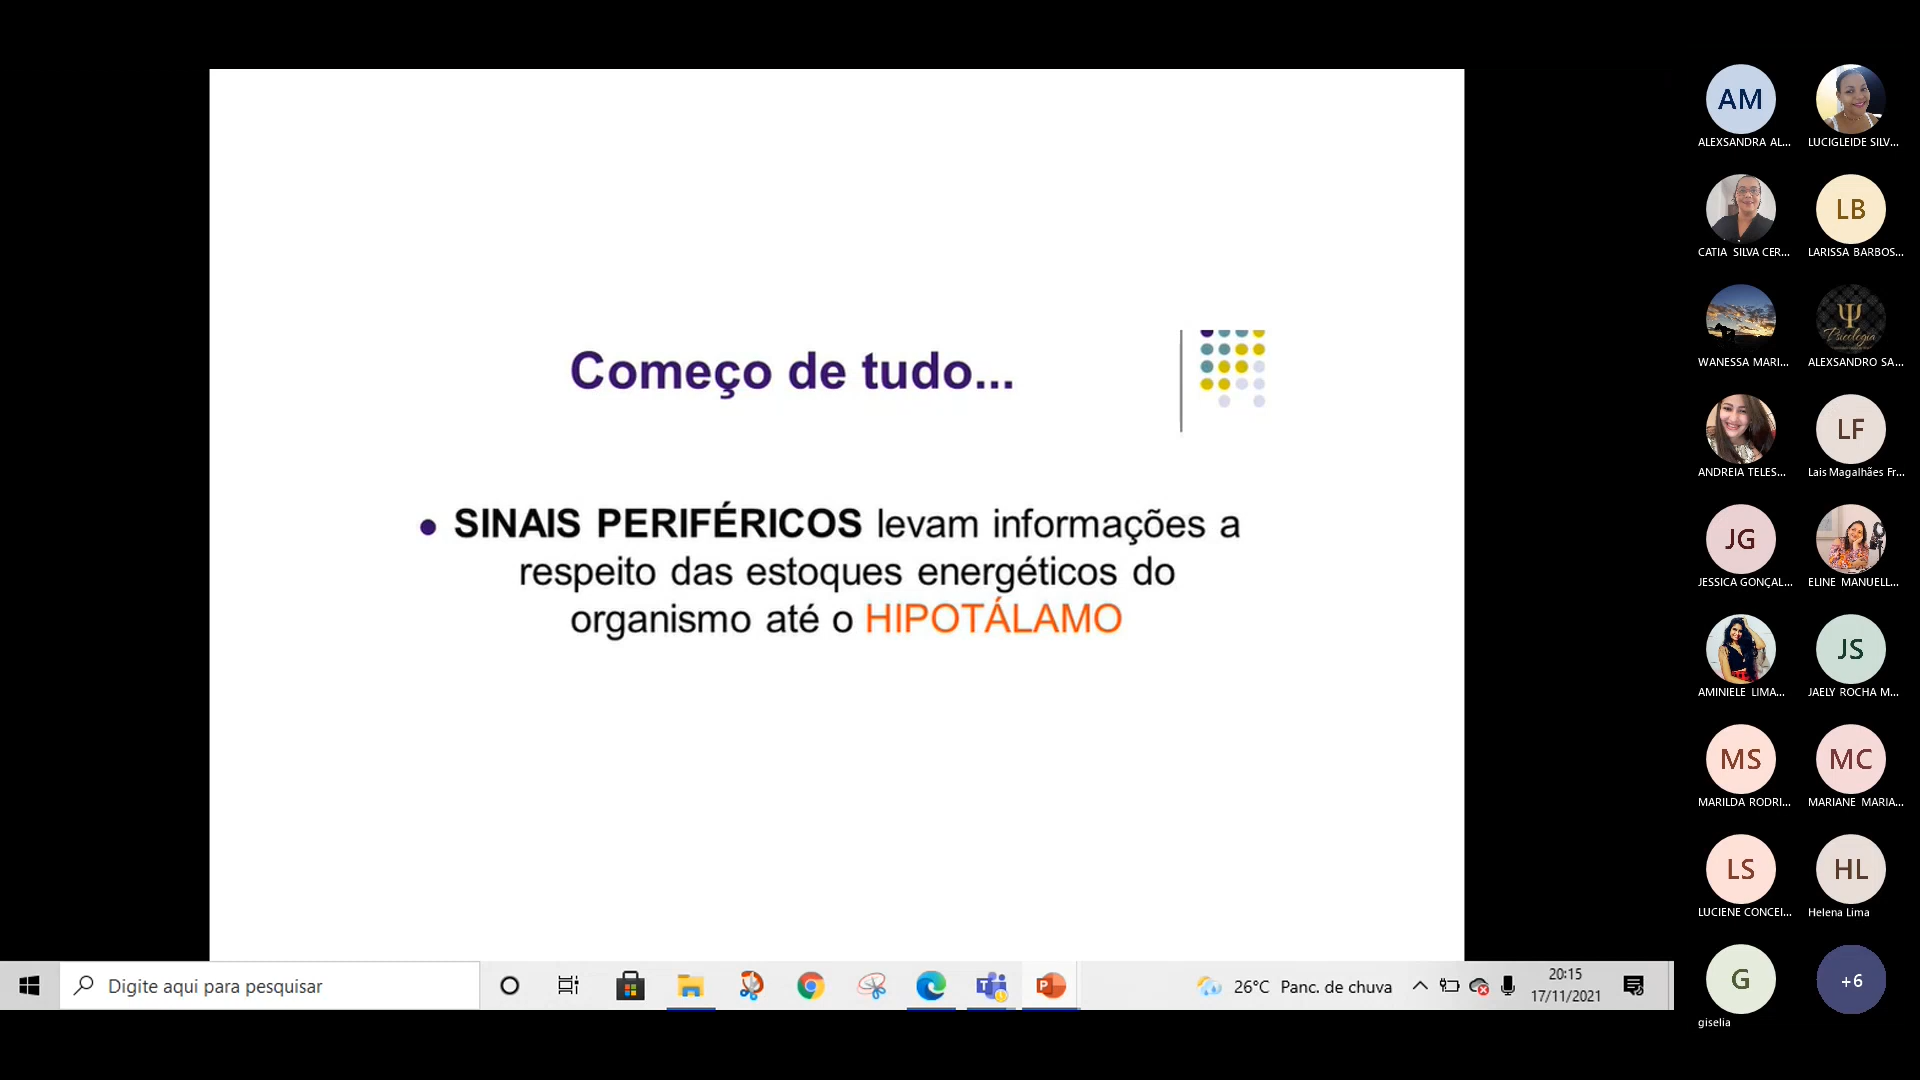 Começo de tudo...
• SINAIS PERIFÉRICOS levam informações a
respeito das estoques energéticos do
organismo até o HIPOTÁLAMO
AM
ALEXSANDRA AL...
LUCIGLEIDE SILV...
CATIA SILVA CER...
LB
LARISSA BARBOS...
WANESSA MARI...
Ψ
Psicologia
ALEXSANDRO SA...
ANDREIA TELES...
LF
Lais Magalhães Fr...
JG
JESSICA GONÇAL...
ELINE MANUELL...
AMINIELE LIMA...
JS
JAELY ROCHA M...
MS
MARILDA RODRI...
MC
MARIANE MARIA...
LS
LUCIENE CONCEI...
HL
Helena Lima
G
giselia
+6
Digite aqui para pesquisar
26°C Panc. de chuva
20:15
17/11/2021